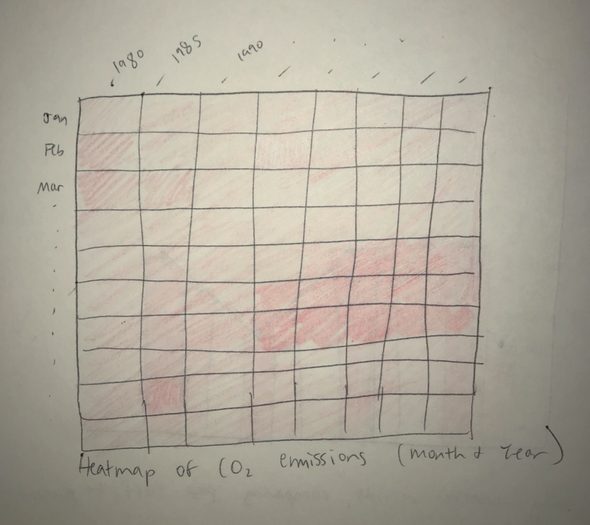 1980 1985 1990 . . .
Jan
Feb
Mar
.
.
.
.
.
Heatmap of CO2 emissions (month & year)